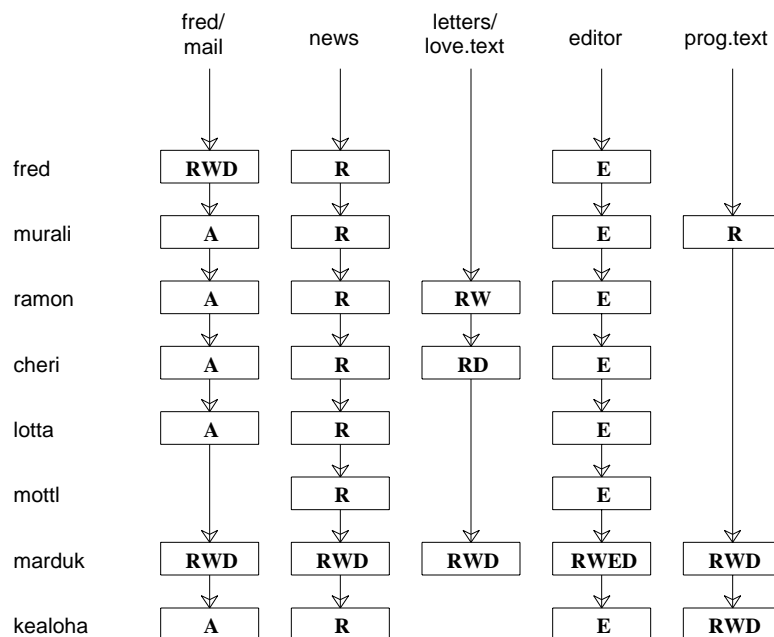 fred/
mail
news
letters/
love.text
editor
prog.text
fred
RWD
R
E
murali
A
R
E
R
ramon
A
R
RW
E
cheri
A
R
RD
E
lotta
A
R
E
mottl
R
E
marduk
RWD
RWD
RWD
RWED
RWD
kealoha
A
R
E
RWD